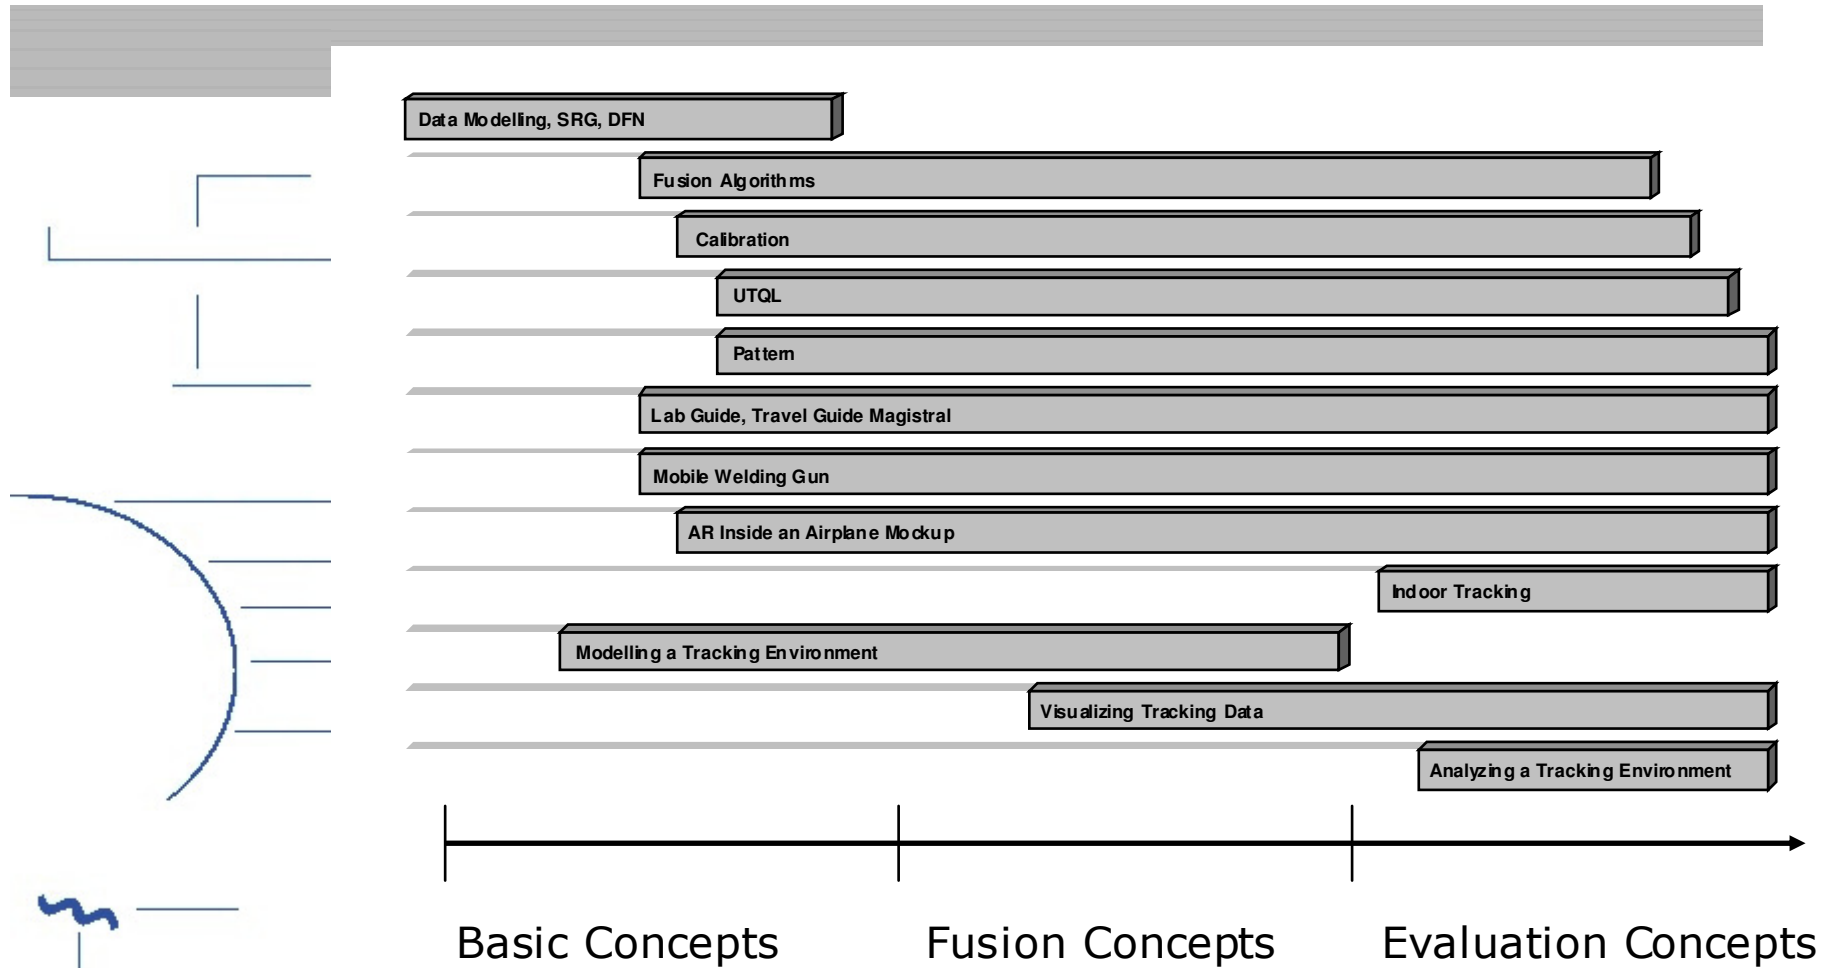 Data Modelling, SRG, DFN
Fusion Algorithms
Calibration
UTQL
Pattern
Lab Guide, Travel Guide Magistral
Mobile Welding Gun
AR Inside an Airplane Mockup
Indoor Tracking
Modelling a Tracking Environment
Visualizing Tracking Data
Analyzing a Tracking Environment
Basic Concepts Fusion Concepts Evaluation Concepts